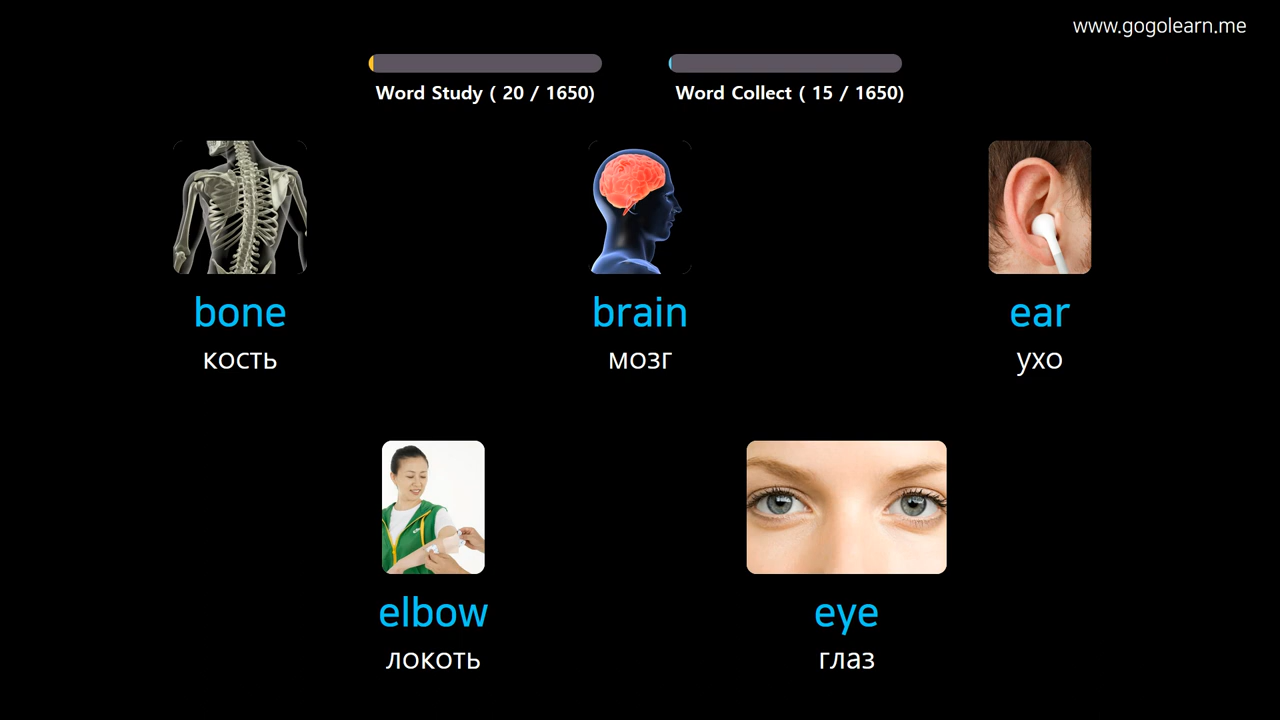 www.gogolearn.me
Word Study ( 20 / 1650)
Word Collect ( 15 / 1650)
bone
кость
brain
мозг
ear
ухо
elbow
локоть
eye
глаз